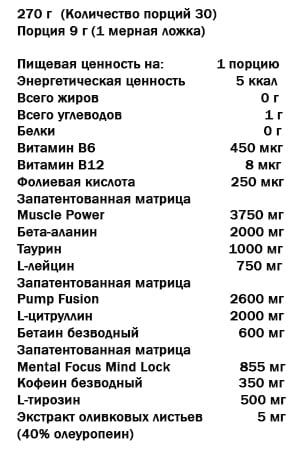 270 г (Количество порций 30)
Порция 9 г (1 мерная ложка)
Пищевая ценность на: 1 порцию
Энергетическая ценность 5 ккал
Всего жиров 0 г
Всего углеводов 1 г
Белки 0 г
Витамин В6 450 мкг
Витамин В12 8 мкг
Фолиевая кислота 250 мкг
Запатентованная матрица
Muscle Power 3750 мг
Бета-аланин 2000 мг
Таурин 1000 мг
L-лейцин 750 мг
Запатентованная матрица
Pump Fusion 2600 мг
L-цитруллин 2000 мг
Бетаин безводный 600 мг
Запатентованная матрица
Mental Focus Mind Lock 855 мг
Кофеин безводный 350 мг
L-тирозин 500 мг
Экстракт оливковых листьев 5 мг
(40% олеуропеин)